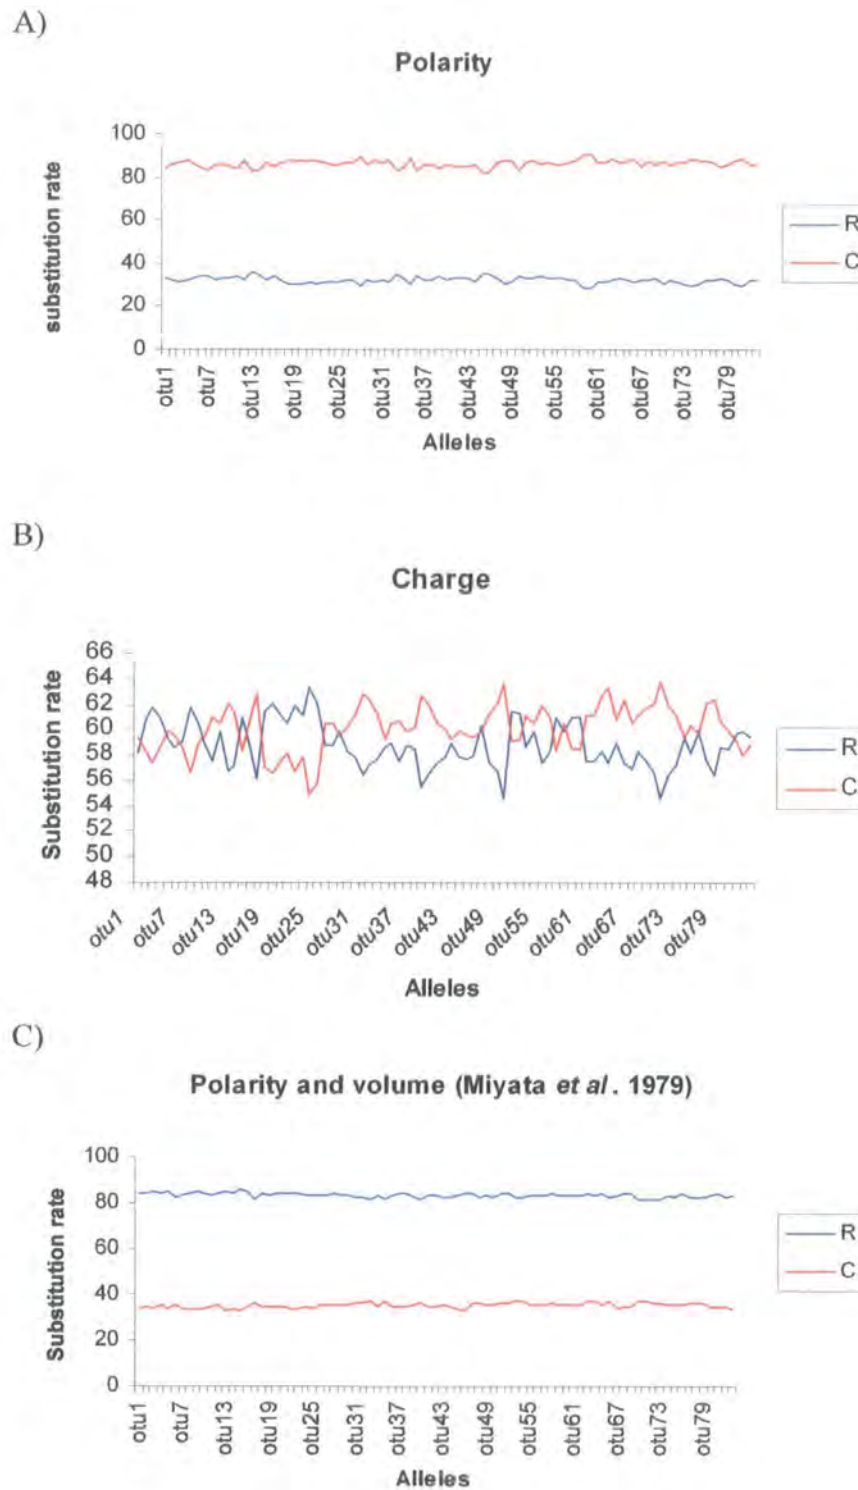 A)
Polarity
substitution rate
100
80
60
40
20
0
otu1
otu7
otu13
otu19
otu25
otu31
otu37
otu43
otu49
otu55
otu61
otu67
otu73
otu79
Alleles
R
C
B)
Charge
Substitution rate
66
64
62
60
58
56
54
52
50
48
otu1
otu7
otu13
otu19
otu25
otu31
otu37
otu43
otu49
otu55
otu61
otu67
otu73
otu79
Alleles
R
C
C)
Polarity and volume (Miyata et al. 1979)
Substitution rate
100
80
60
40
20
0
otu1
otu7
otu13
otu19
otu25
otu31
otu37
otu43
otu49
otu55
otu61
otu67
otu73
otu79
Alleles
R
C